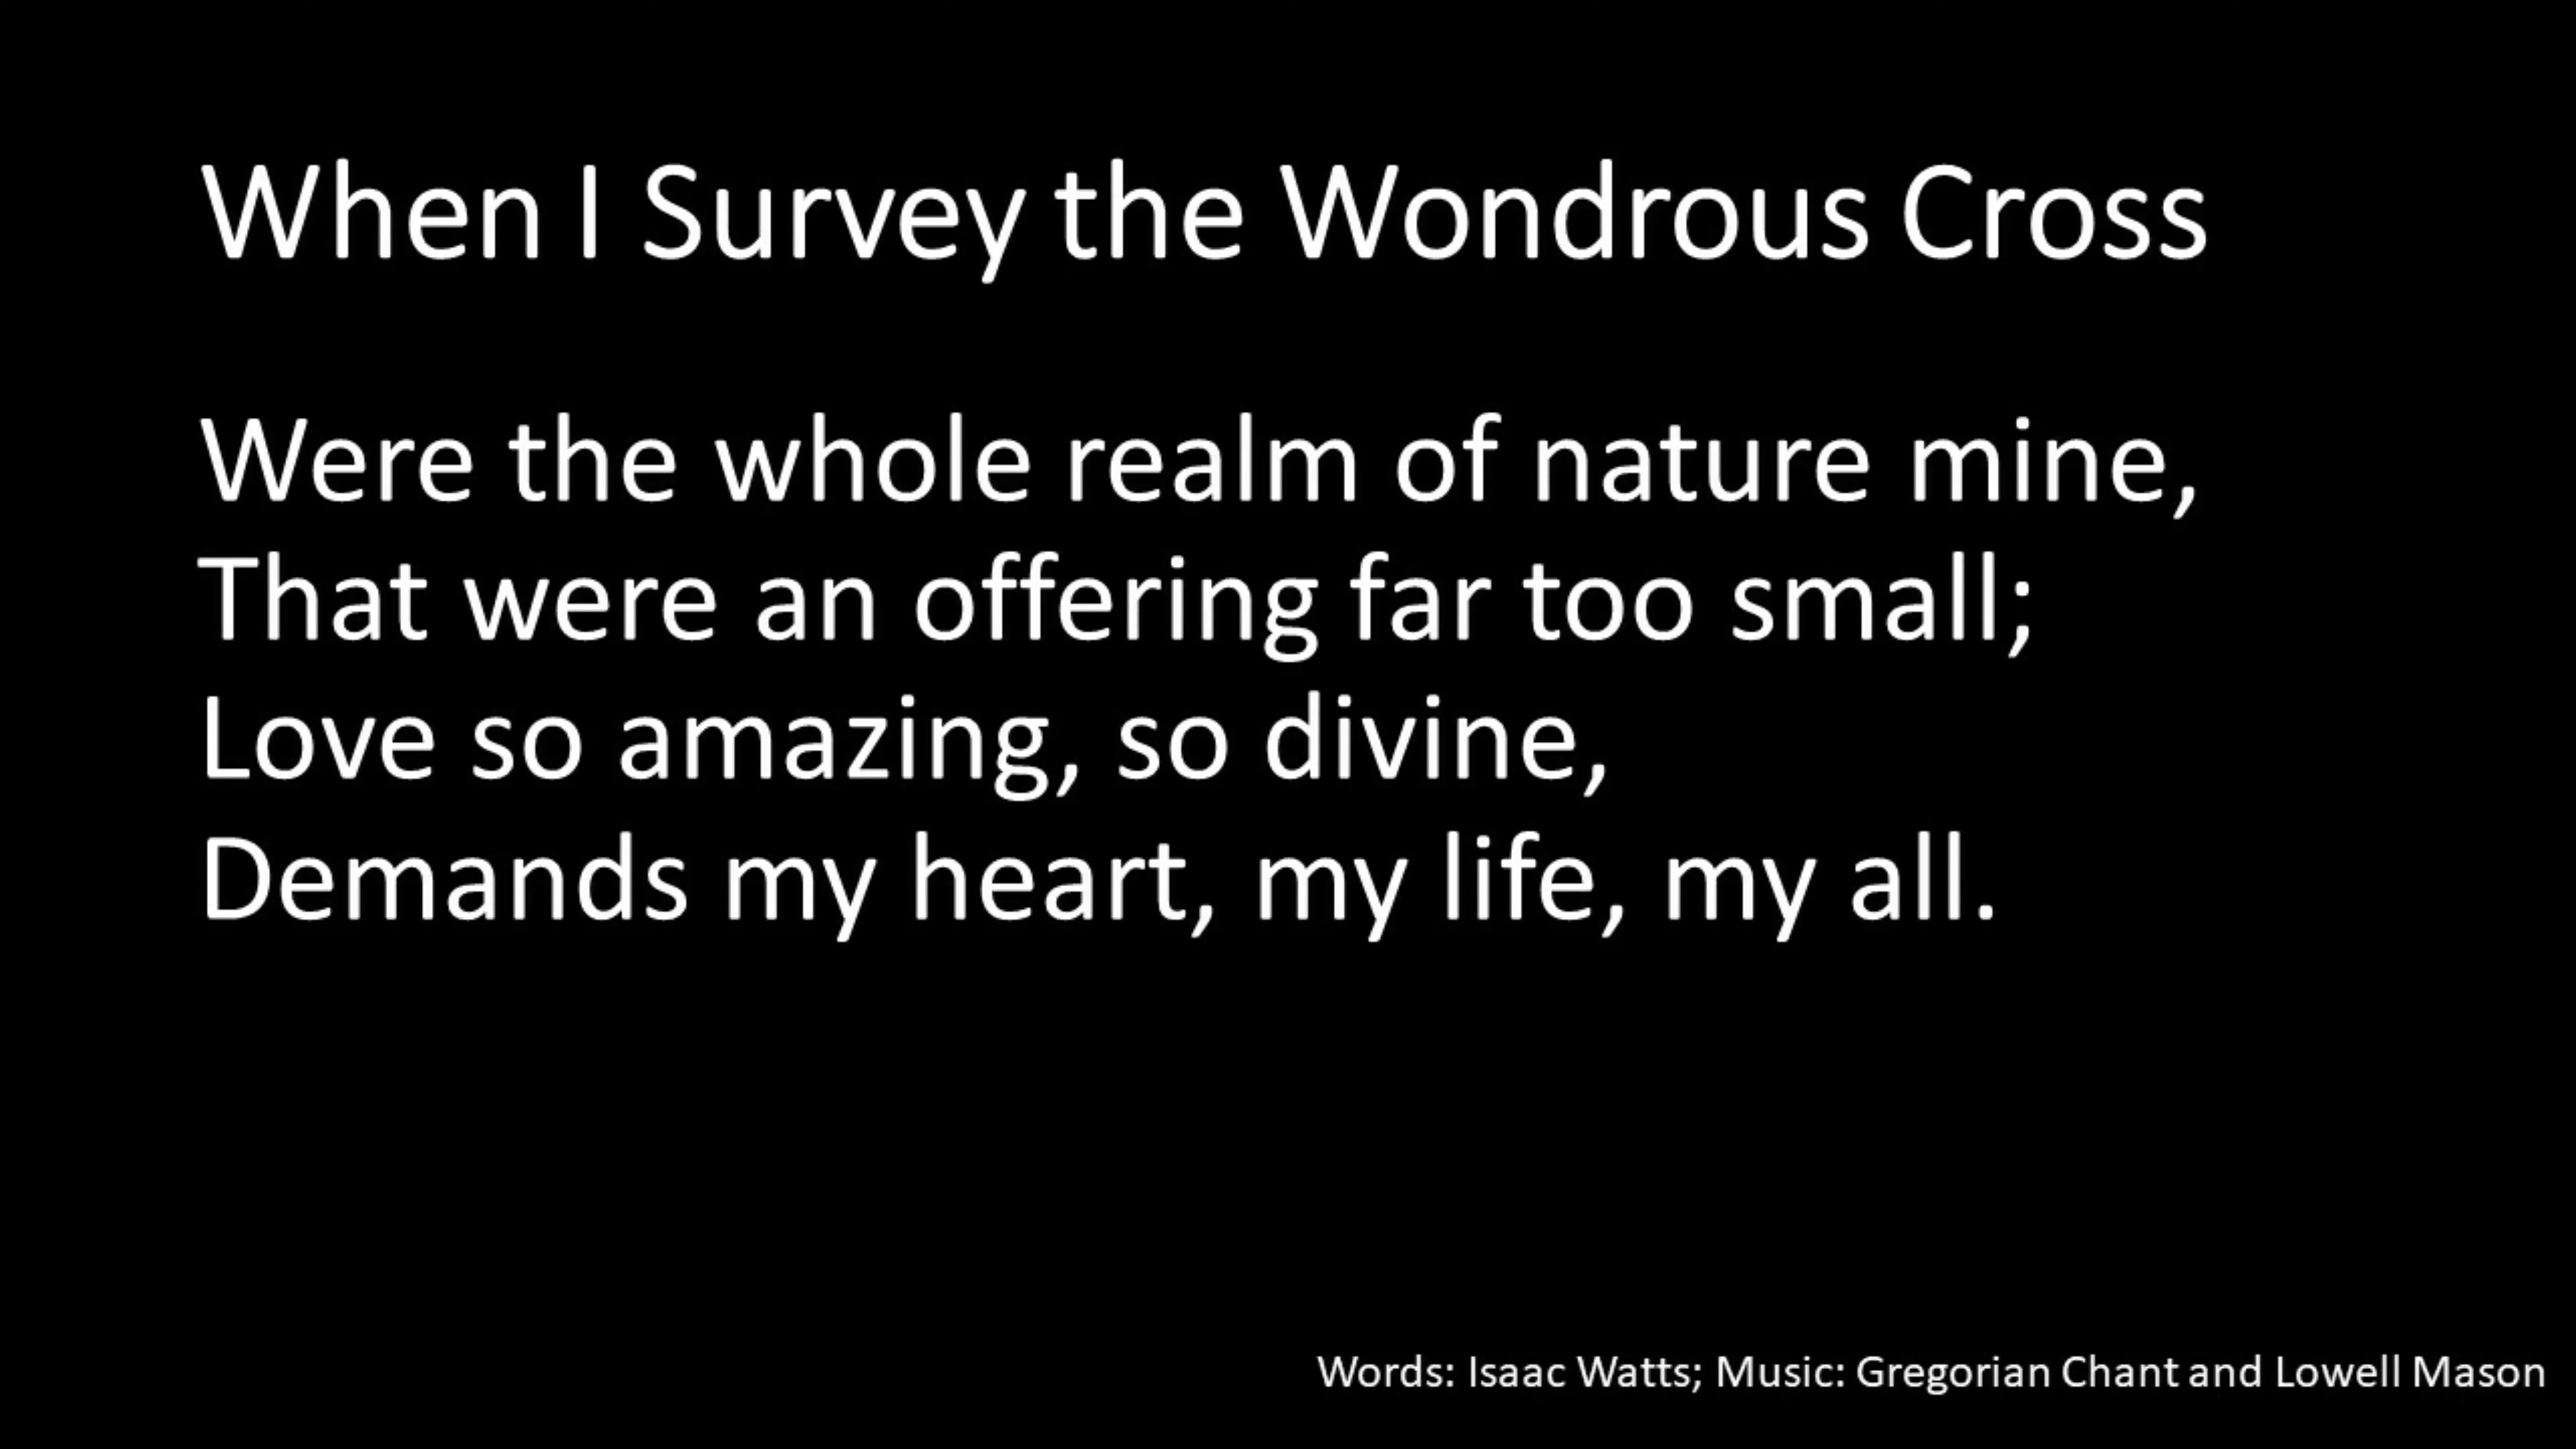 When I Survey the Wondrous Cross
Were the whole realm of nature mine,
That were an offering far too small;
Love so amazing, so divine,
Demands my heart, my life, my all.
Words: Isaac Watts; Music: Gregorian Chant and Lowell Mason